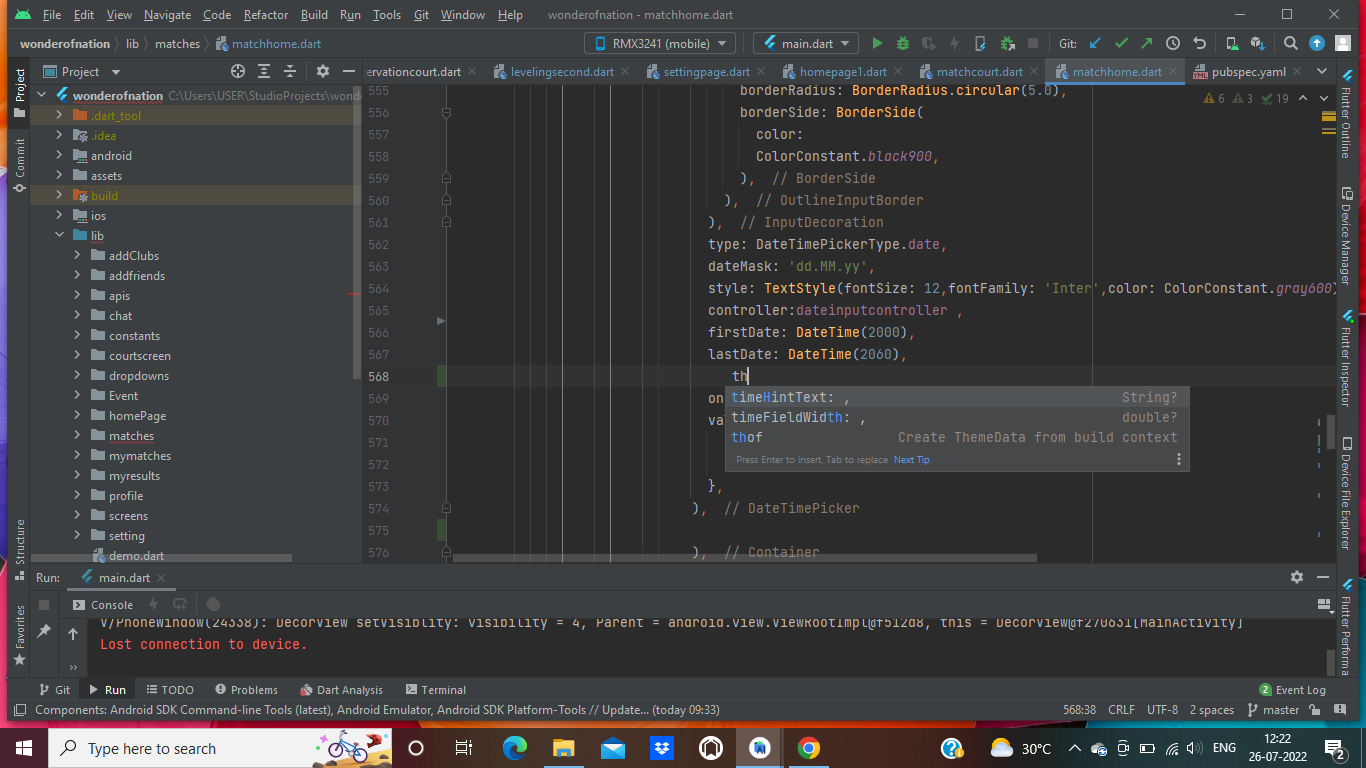 File Edit View Navigate Code Refactor Build Run Tools Git Window Help wonderofnation - matchhome.dart
wonderofnation lib matches matchhome.dart RMX3241 (mobile) main.dart Git:
Project
ervationcourt.dart levelingsecond.dart settingpage.dart homepage1.dart matchcourt.dart matchhome.dart pubspec.yaml
wonderofnation C:\Users\USER\StudioProjects\wond
.dart_tool
.idea
android
assets
build
ios
lib
addClubs
addfriends
apis
chat
constants
courtscreen
dropdowns
Event
homePage
matches
mymatches
myresults
profile
screens
setting
demo.dart
555 borderRadius: BorderRadius.circular(5.0),
556 borderSide: BorderSide(
557 color:
558 ColorConstant.black900,
559 ), // BorderSide
560 ), // OutlineInputBorder
561 ), // InputDecoration
562 type: DateTimePickerType.date,
563 dateMask: 'dd.MM.yy',
564 style: TextStyle(fontSize: 12,fontFamily: 'Inter',color: ColorConstant.gray600)
565 controller:dateinputcontroller ,
566 firstDate: DateTime(2000),
567 lastDate: DateTime(2060),
568 th
569 on
570 va
571
572
573 },
574 ), // DateTimePicker
575
576 ), // Container
6 3 19
timeHintText: , String?
timeFieldWidth: , double?
thof Create ThemeData from build context
Press Enter to insert, Tab to replace Next Tip
Project
Commit
Structure
Favorites
Flutter Outline
Device Manager
Flutter Inspector
Device File Explorer
Flutter Performa
Run: main.dart
Console
V/PhoneWindow(24338): DecorView setVisiblity: visibility = 4, Parent = android.view.ViewRootImpl@f512d8, this = DecorView@f270631[MainActivity]
Lost connection to device.
Git Run TODO Problems Dart Analysis Terminal 2 Event Log
Components: Android SDK Command-line Tools (latest), Android Emulator, Android SDK Platform-Tools // Update... (today 09:33) 568:38 CRLF UTF-8 2 spaces master
Type here to search 30°C ENG 12:22
26-07-2022 2